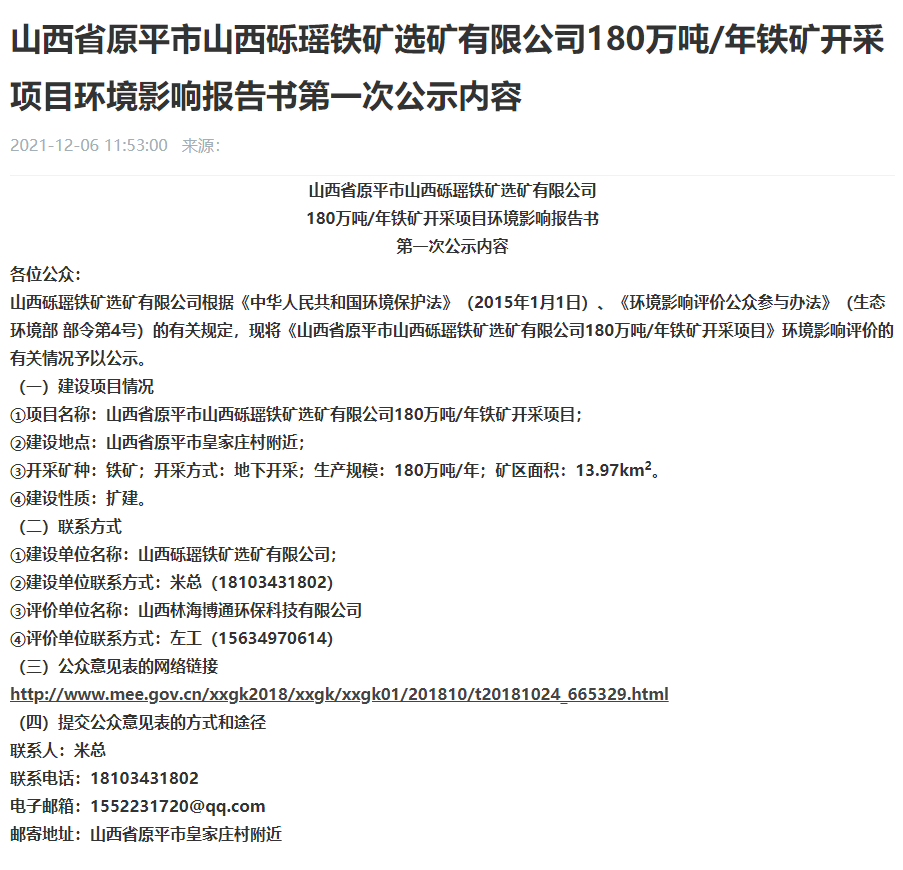 山西省原平市山西砾瑶铁矿选矿有限公司180万吨/年铁矿开采
项目环境影响报告书第一次公示内容
2021-12-06 11:53:00 来源：
山西省原平市山西砾瑶铁矿选矿有限公司
180万吨/年铁矿开采项目环境影响报告书
第一次公示内容
各位公众：
山西砾瑶铁矿选矿有限公司根据《中华人民共和国环境保护法》（2015年1月1日）、《环境影响评价公众参与办法》（生态
环境部 部令第4号）的有关规定，现将《山西省原平市山西砾瑶铁矿选矿有限公司180万吨/年铁矿开采项目》环境影响评价的
有关情况予以公示。
（一）建设项目情况
①项目名称：山西省原平市山西砾瑶铁矿选矿有限公司180万吨/年铁矿开采项目；
②建设地点：山西省原平市皇家庄村附近；
③开采矿种：铁矿；开采方式：地下开采；生产规模：180万吨/年；矿区面积：13.97km²。
④建设性质：扩建。
（二）联系方式
①建设单位名称：山西砾瑶铁矿选矿有限公司；
②建设单位联系方式：米总（18103431802）
③评价单位名称：山西林海博通环保科技有限公司
④评价单位联系方式：左工（15634970614）
（三）公众意见表的网络链接
http://www.mee.gov.cn/xxgk2018/xxgk/xxgk01/201810/t20181024_665329.html
（四）提交公众意见表的方式和途径
联系人：米总
联系电话：18103431802
电子邮箱：1552231720@qq.com
邮寄地址：山西省原平市皇家庄村附近